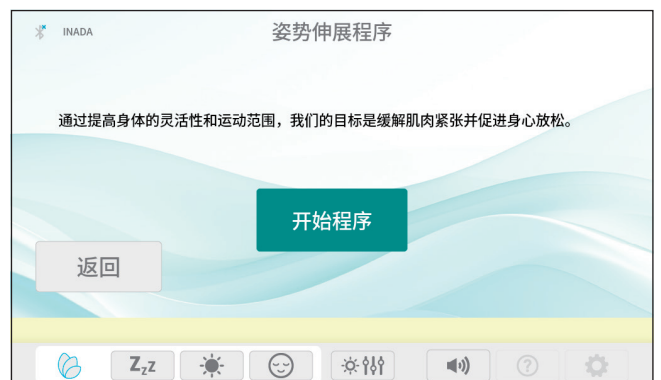 INADA
姿势伸展程序
通过提高身体的灵活性和运动范围，我们的目标是缓解肌肉紧张并促进身心放松。
开始程序
返回
ZzZ
?